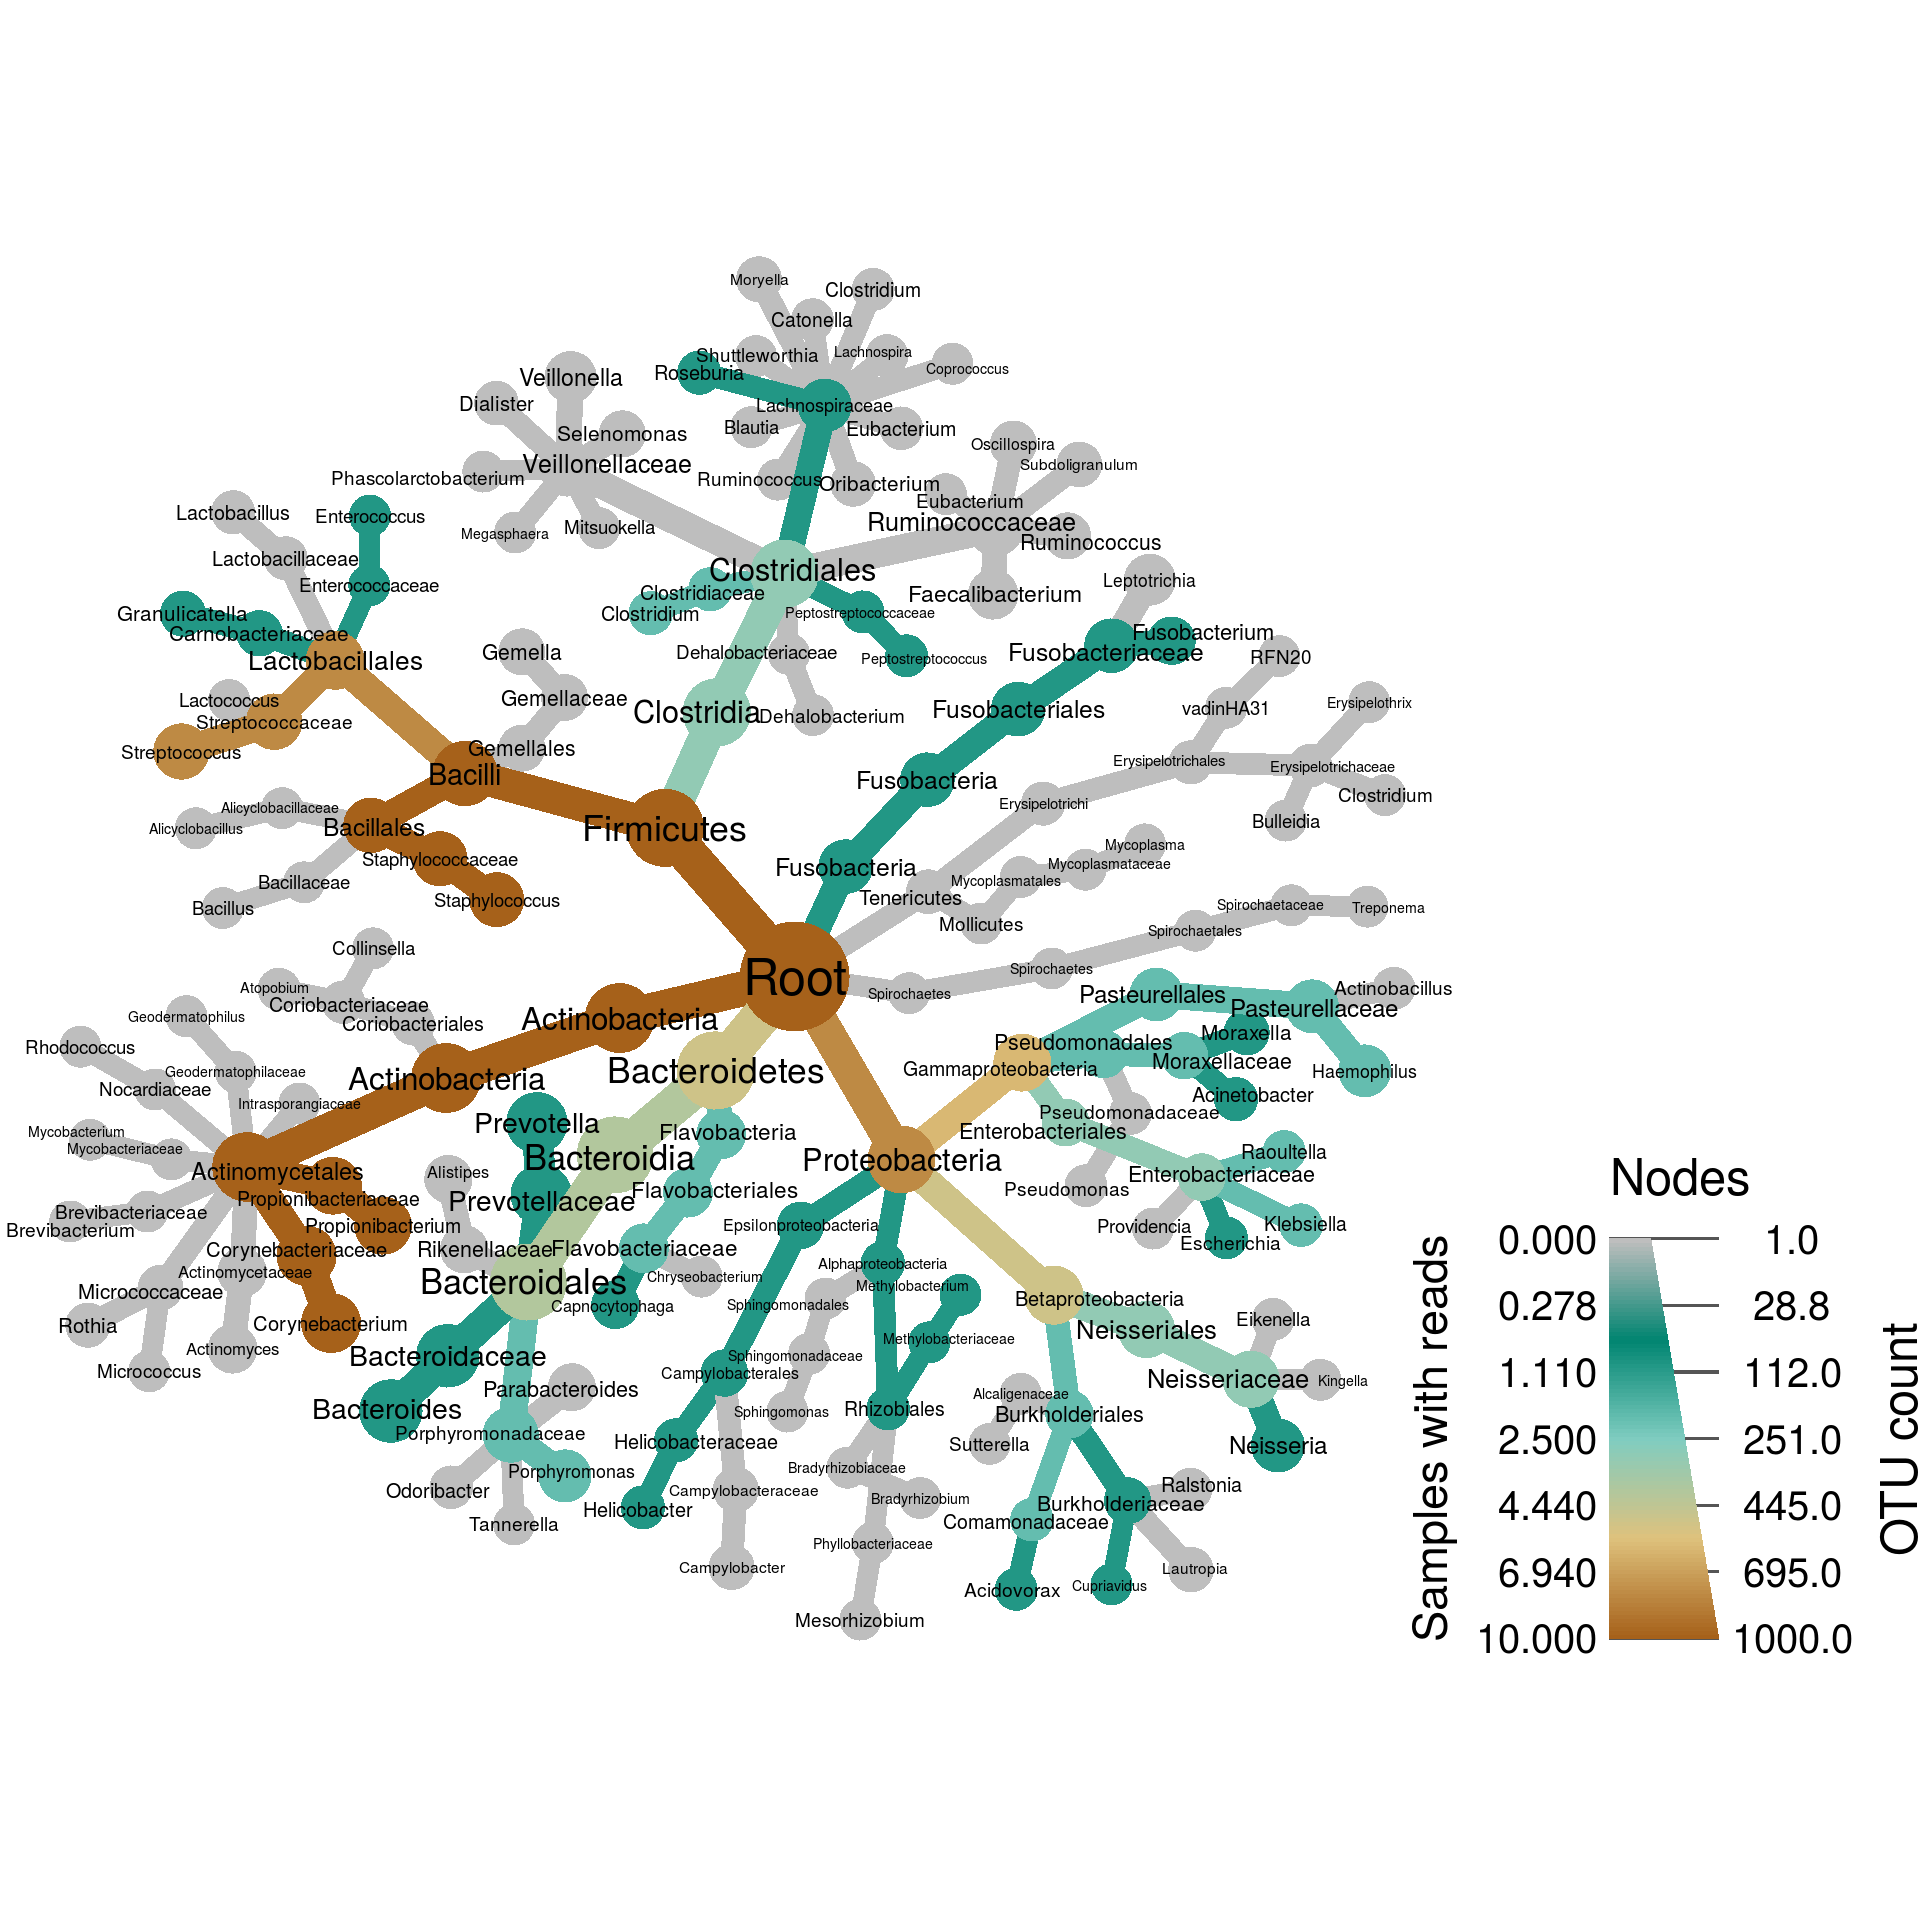 Moryella
Clostridium
Catonella
Shuttleworthia
Lachnospira
Coprococcus
Roseburia
Veillonella
Dialister
Lachnospiraceae
Blautia
Eubacterium
Selenomonas
Oscillospira
Veillonellaceae
Subdoligranulum
Phascolarctobacterium
Ruminococcus
Oribacterium
Eubacterium
Lactobacillus
Enterococcus
Megasphaera
Mitsuokella
Ruminococcaceae
Ruminococcus
Lactobacillaceae
Clostridiales
Leptotrichia
Enterococcaceae
Clostridiaceae
Faecalibacterium
Granulicatella
Clostridium
Peptostreptococcaceae
Carnobacteriaceae
Fusobacterium
Lactobacillales
Gemella
Dehalobacteriaceae
Peptostreptococcus
Fusobacteriaceae
RFN20
Lactococcus
Gemellaceae
Clostridia
Dehalobacterium
Fusobacteriales
vadinHA31
Erysipelothrix
Streptococcaceae
Streptococcus
Gemellales
Bacilli
Fusobacteria
Erysipelotrichales
Erysipelotrichaceae
Clostridium
Alicyclobacillaceae
Erysipelotrichi
Alicyclobacillus
Bacillales
Firmicutes
Bulleidia
Mycoplasma
Staphylococcaceae
Fusobacteria
Mycoplasmataceae
Bacillaceae
Mycoplasmatales
Bacillus
Staphylococcus
Tenericutes
Spirochaetaceae
Treponema
Mollicutes
Spirochaetales
Collinsella
Spirochaetes
Root
Atopobium
Spirochaetes
Actinobacillus
Coriobacteriaceae
Pasteurellales
Pasteurellaceae
Geodermatophilus
Coriobacteriales
Actinobacteria
Moraxella
Rhodococcus
Pseudomonadales
Moraxellaceae
Geodermatophilaceae
Actinobacteria
Bacteroidetes
Gammaproteobacteria
Haemophilus
Nocardiaceae
Intrasporangiaceae
Acinetobacter
Prevotella
Pseudomonadaceae
Mycobacterium
Flavobacteria
Enterobacteriales
Mycobacteriaceae
Bacteroidia
Proteobacteria
Raoultella
Actinomycetales
Alistipes
Enterobacteriaceae
Propionibacteriaceae
Prevotellaceae
Flavobacteriales
Pseudomonas
Brevibacteriaceae
Propionibacterium
Epsilonproteobacteria
Providencia
Klebsiella
Brevibacterium
Corynebacteriaceae
Rikenellaceae
Flavobacteriaceae
Escherichia
Actinomycetaceae
Bacteroidales
Chryseobacterium
Alphaproteobacteria
Micrococcaceae
Capnocytophaga
Methylobacterium
Sphingomonadales
Betaproteobacteria
Rothia
Corynebacterium
Eikenella
Actinomyces
Bacteroidaceae
Sphingomonadaceae
Methylobacteriaceae
Neisseriales
Micrococcus
Campylobacterales
Neisseriaceae
Kingella
Parabacteroides
Alcaligenaceae
Bacteroides
Sphingomonas
Rhizobiales
Burkholderiales
Porphyromonadaceae
Helicobacteraceae
Sutterella
Neisseria
Porphyromonas
Bradyrhizobiaceae
Odoribacter
Campylobacteraceae
Bradyrhizobium
Ralstonia
Tannerella
Helicobacter
Burkholderiaceae
Comamonadaceae
Phyllobacteriaceae
Campylobacter
Lautropia
Acidovorax
Cupriavidus
Mesorhizobium
Nodes
0.000 1.0
0.278 28.8
1.110 112.0
2.500 251.0
4.440 445.0
6.940 695.0
10.000 1000.0
Samples with reads
OTU count